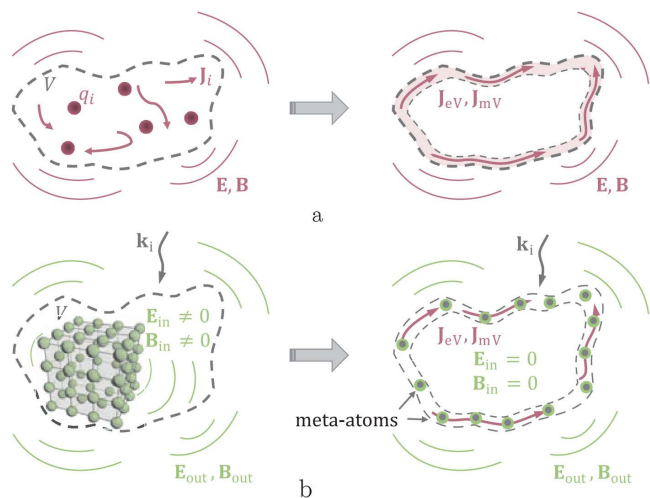 V
q_i
J_i
E, B
J_eV, J_mV
E, B
a
k_i
V
E_in ≠ 0
B_in ≠ 0
E_out, B_out
k_i
J_eV, J_mV
E_in = 0
B_in = 0
meta-atoms
E_out, B_out
b